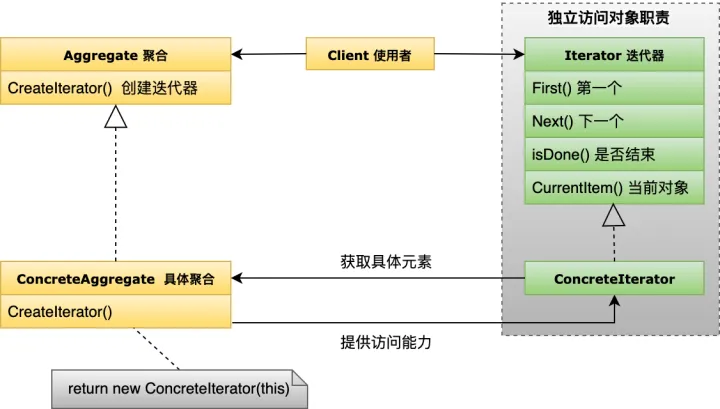 独立访问对象职责
Aggregate 聚合
Client 使用者
Iterator 迭代器
CreateIterator() 创建迭代器
First() 第一个
Next() 下一个
isDone() 是否结束
CurrentItem() 当前对象
获取具体元素
ConcreteAggregate 具体聚合
ConcreteIterator
CreateIterator()
提供访问能力
return new ConcreteIterator(this)